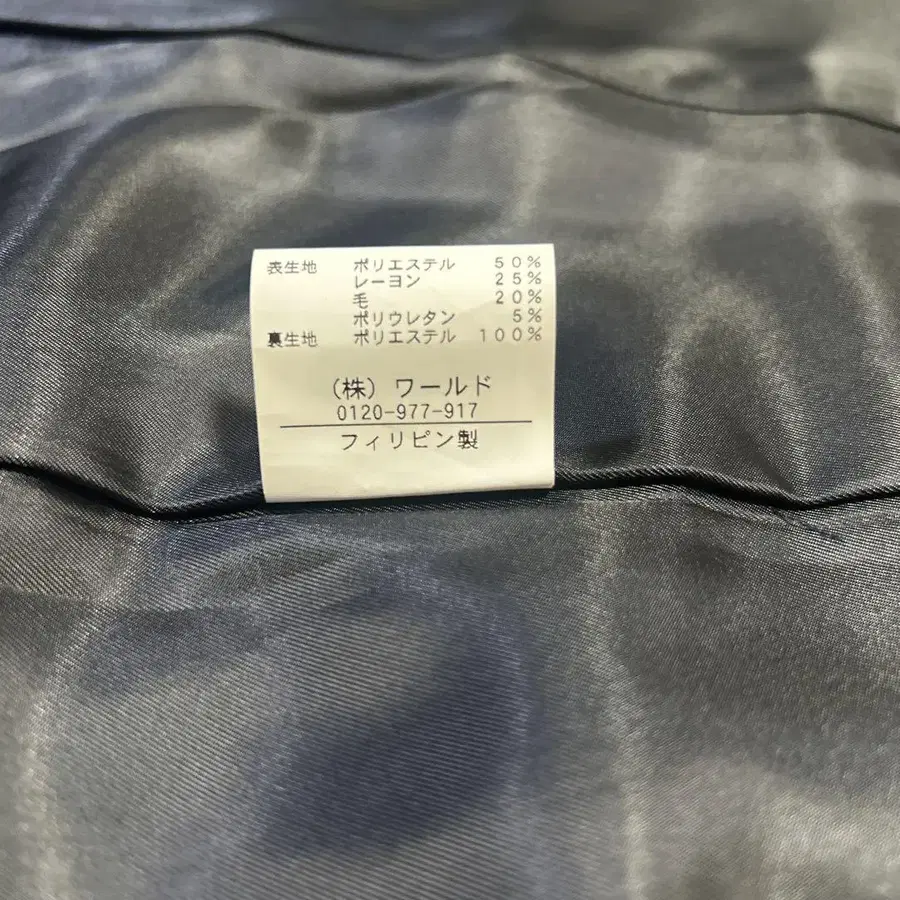 表生地 ポリエステル 50%
レーヨン 25%
毛 20%
ポリウレタン 5%
裏生地 ポリエステル 100%
(株) ワールド
0120-977-917
フィリピン製